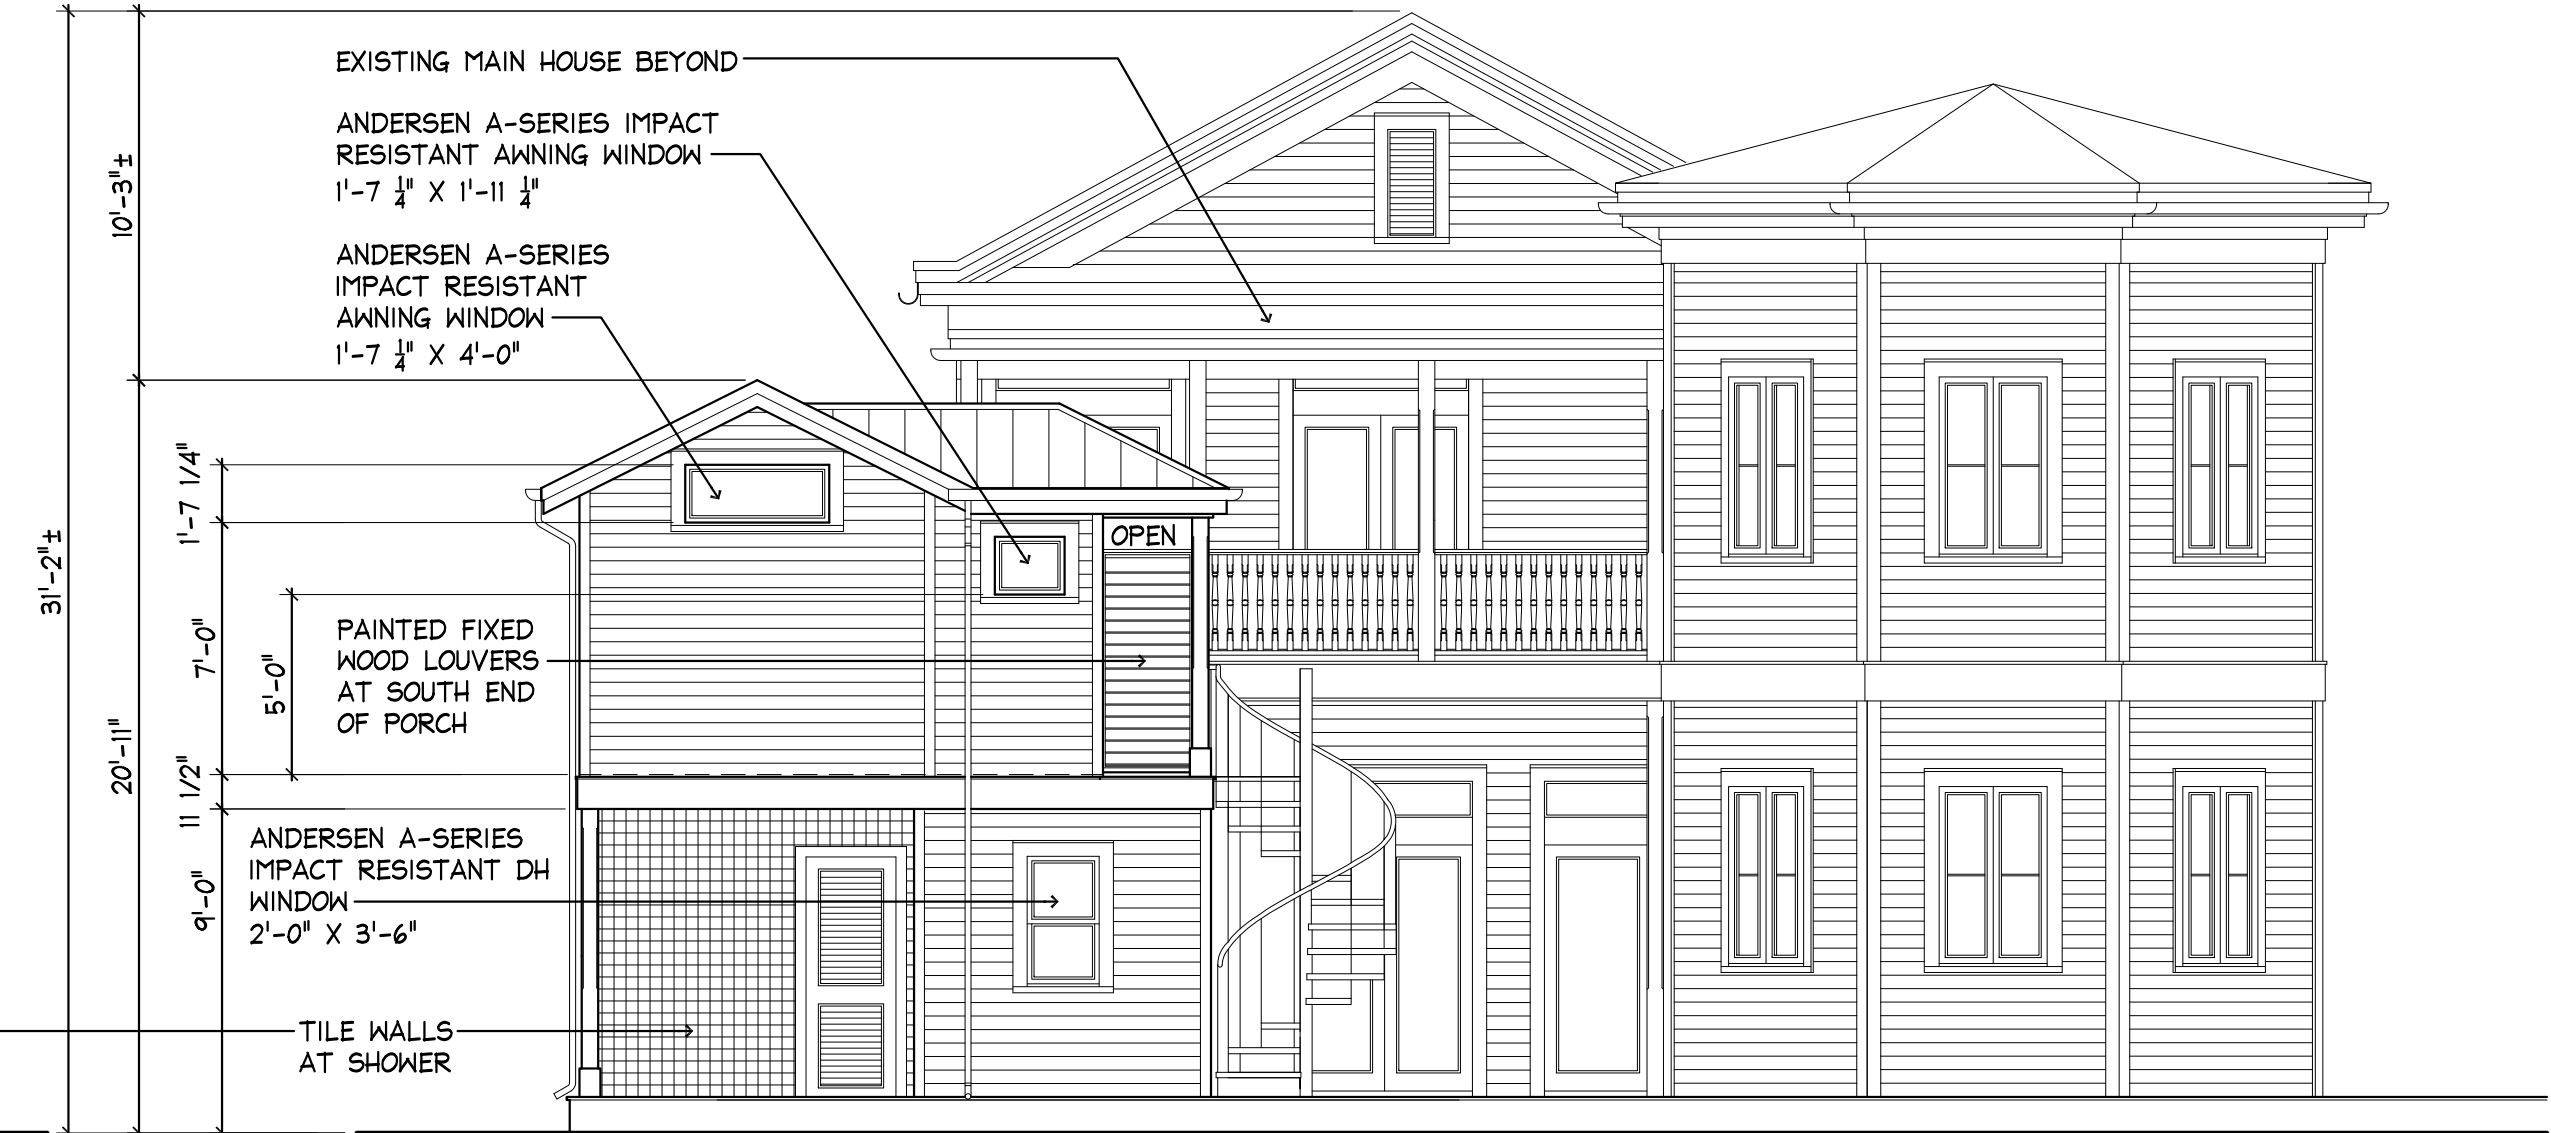 EXISTING MAIN HOUSE BEYOND
ANDERSEN A-SERIES IMPACT
RESISTANT AWNING WINDOW
1'-7 1/4" X 1'-11 1/4"
ANDERSEN A-SERIES
IMPACT RESISTANT
AWNING WINDOW
1'-7 1/4" X 4'-0"
10'-3"±
31'-2"±
20'-11"
1'-7 1/4"
7'-0"
5'-0"
11 1/2"
9'-0"
OPEN
PAINTED FIXED
WOOD LOUVERS
AT SOUTH END
OF PORCH
ANDERSEN A-SERIES
IMPACT RESISTANT DH
WINDOW
2'-0" X 3'-6"
TILE WALLS
AT SHOWER